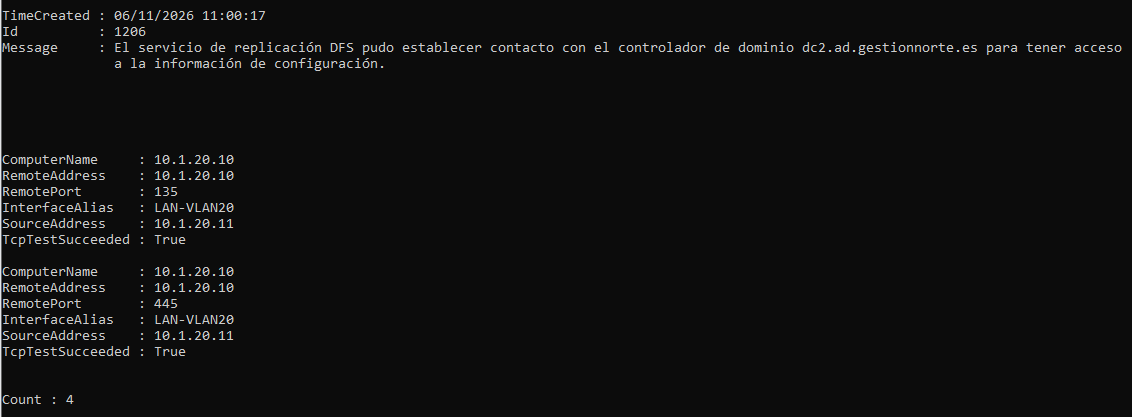 TimeCreated : 06/11/2026 11:00:17
Id          : 1206
Message     : El servicio de replicación DFS pudo establecer contacto con el controlador de dominio dc2.ad.gestionnorte.es para tener acceso
              a la información de configuración.
ComputerName     : 10.1.20.10
RemoteAddress    : 10.1.20.10
RemotePort       : 135
InterfaceAlias   : LAN-VLAN20
SourceAddress    : 10.1.20.11
TcpTestSucceeded : True
ComputerName     : 10.1.20.10
RemoteAddress    : 10.1.20.10
RemotePort       : 445
InterfaceAlias   : LAN-VLAN20
SourceAddress    : 10.1.20.11
TcpTestSucceeded : True
Count : 4